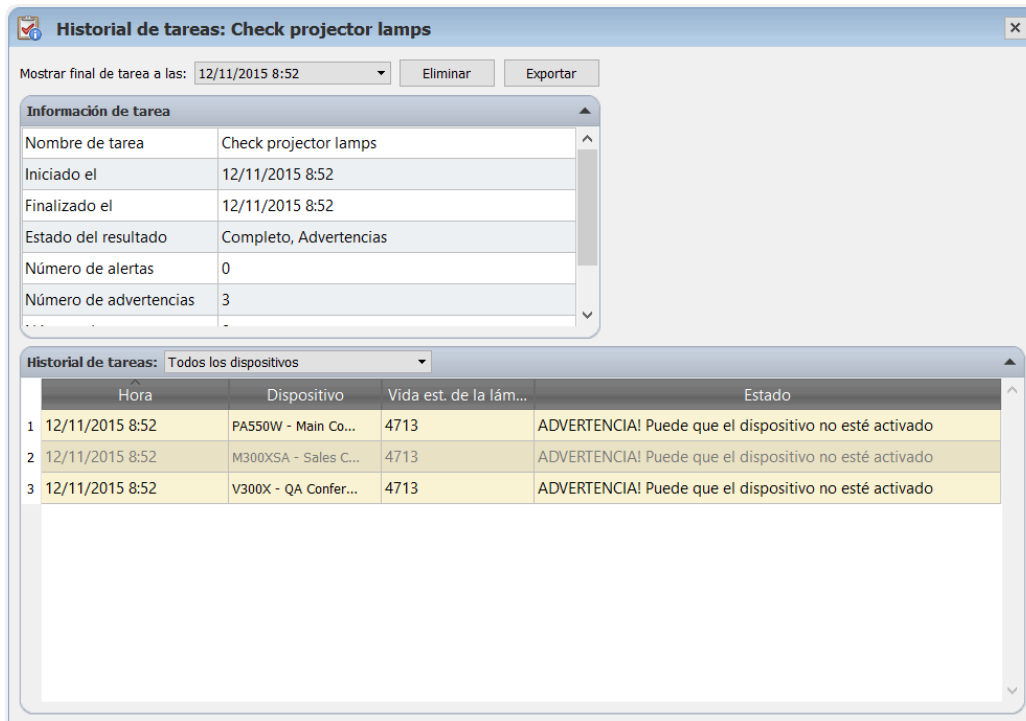 Historial de tareas: Check projector lamps
Mostrar final de tarea a las: 12/11/2015 8:52 Eliminar Exportar
Información de tarea
Nombre de tarea Check projector lamps
Iniciado el 12/11/2015 8:52
Finalizado el 12/11/2015 8:52
Estado del resultado Completo, Advertencias
Número de alertas 0
Número de advertencias 3
Historial de tareas: Todos los dispositivos
Hora Dispositivo Vida est. de la lám... Estado
1 12/11/2015 8:52 PA550W - Main Co... 4713 ADVERTENCIA! Puede que el dispositivo no esté activado
2 12/11/2015 8:52 M300XSA - Sales C... 4713 ADVERTENCIA! Puede que el dispositivo no esté activado
3 12/11/2015 8:52 V300X - QA Confer... 4713 ADVERTENCIA! Puede que el dispositivo no esté activado